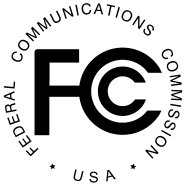 FEDERAL COMMUNICATIONS COMMISSION
FCC
* USA *